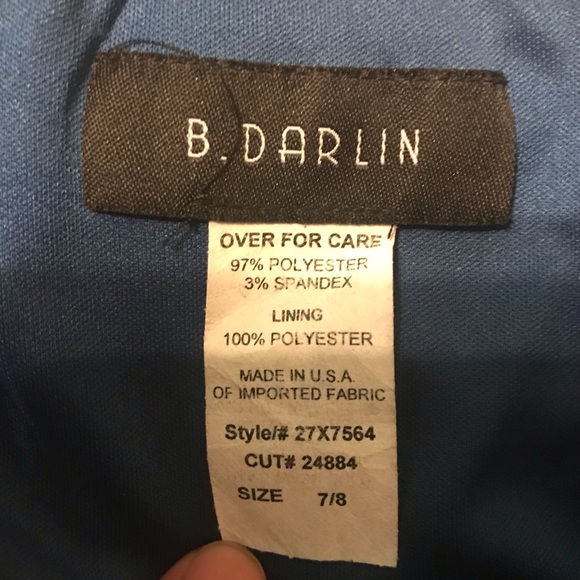 B. DARLIN
OVER FOR CARE
97% POLYESTER
3% SPANDEX
LINING
100% POLYESTER
MADE IN U.S.A.
OF IMPORTED FABRIC
Style/# 27X7564
CUT# 24884
SIZE 7/8